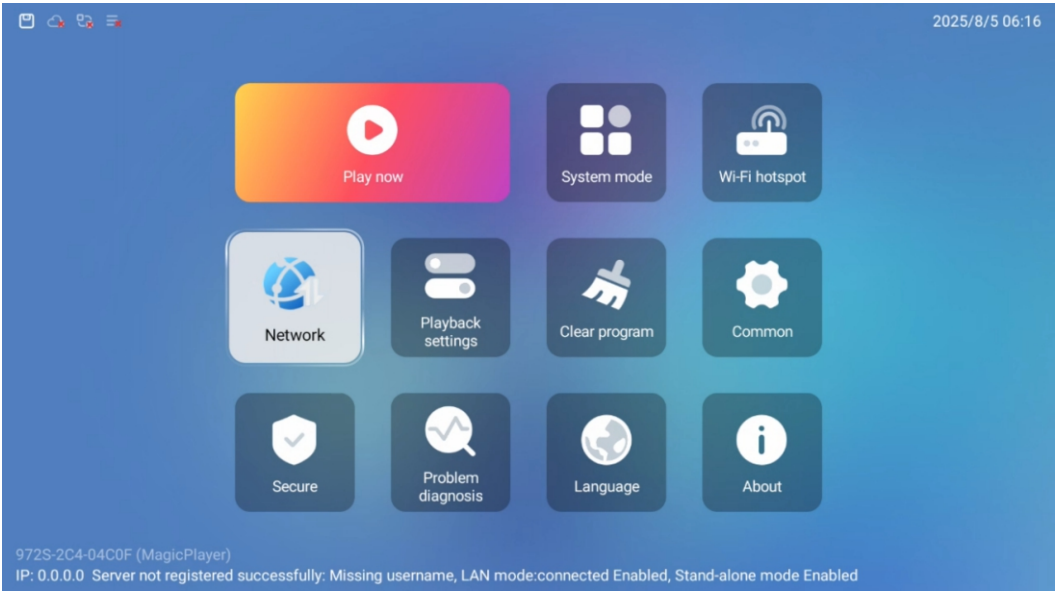 2025/8/5 06:16
Play now
System mode
Wi-Fi hotspot
Network
Playback
settings
Clear program
Common
Secure
Problem
diagnosis
Language
About
972S-2C4-04C0F (MagicPlayer)
IP: 0.0.0.0 Server not registered successfully: Missing username, LAN mode:connected Enabled, Stand-alone mode Enabled